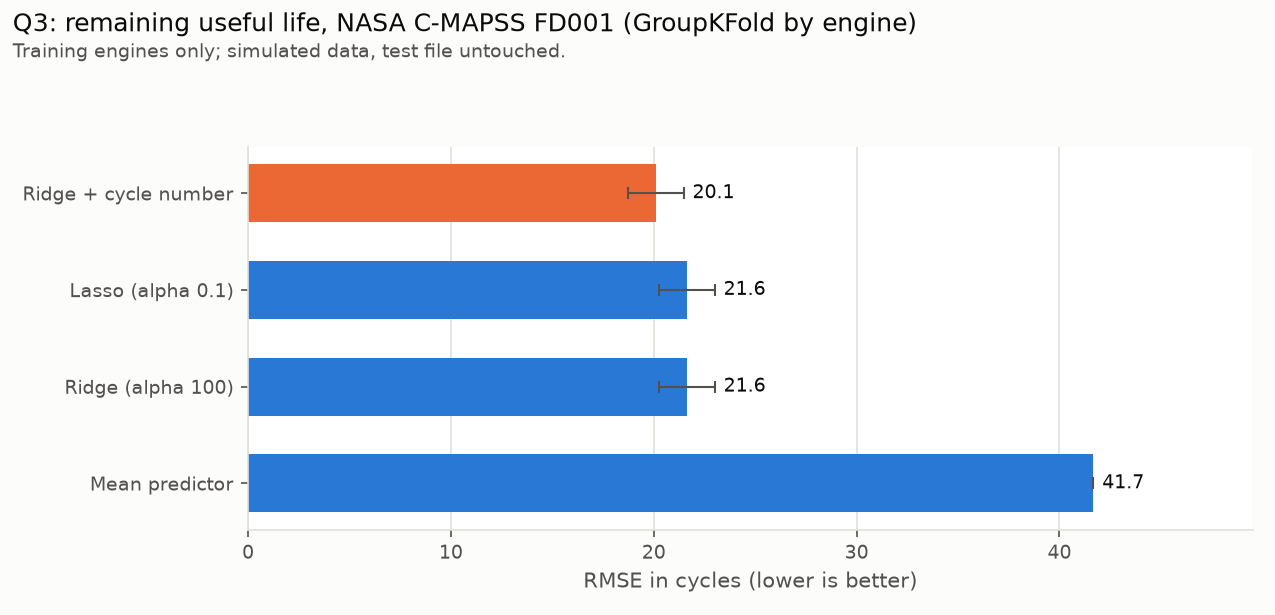 Q3: remaining useful life, NASA C-MAPSS FD001 (GroupKFold by engine)
Training engines only; simulated data, test file untouched.
Ridge + cycle number
20.1
Lasso (alpha 0.1)
21.6
Ridge (alpha 100)
21.6
Mean predictor
41.7
0 10 20 30 40
RMSE in cycles (lower is better)